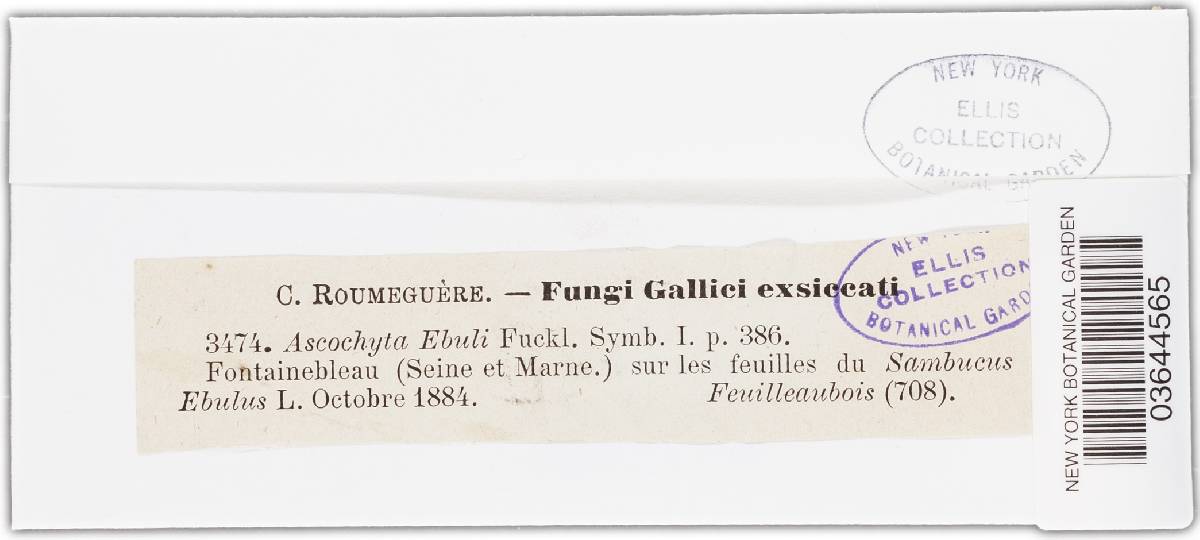 NEW YORK
ELLIS
COLLECTION
BOTANICAL GARDEN
NEW YORK
ELLIS
COLLECTION
BOTANICAL GARD
C. ROUMEGUÈRE. — Fungi Gallici exsiccati
3474. Ascochyta Ebuli Fuckl. Symb. I. p. 386.
Fontainebleau (Seine et Marne.) sur les feuilles du Sambucus
Ebulus L. Octobre 1884. Feuilleaubois (708).
NEW YORK BOTANICAL GARDEN
03644565